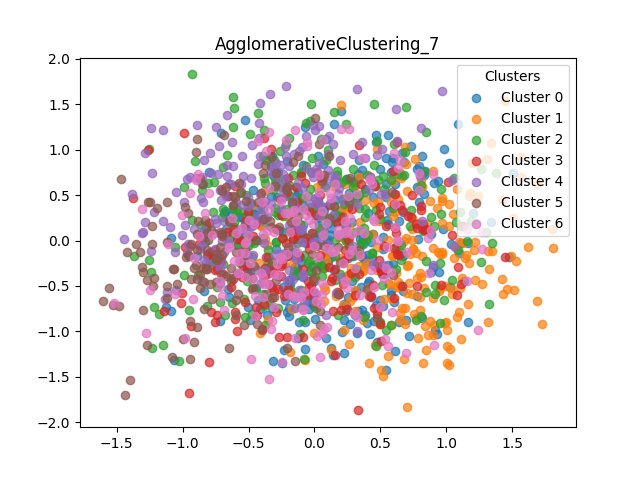 AgglomerativeClustering_7
Clusters
Cluster 0
Cluster 1
Cluster 2
Cluster 3
Cluster 4
Cluster 5
Cluster 6
2.0
1.5
1.0
0.5
0.0
−0.5
−1.0
−1.5
−2.0
−1.5 −1.0 −0.5 0.0 0.5 1.0 1.5